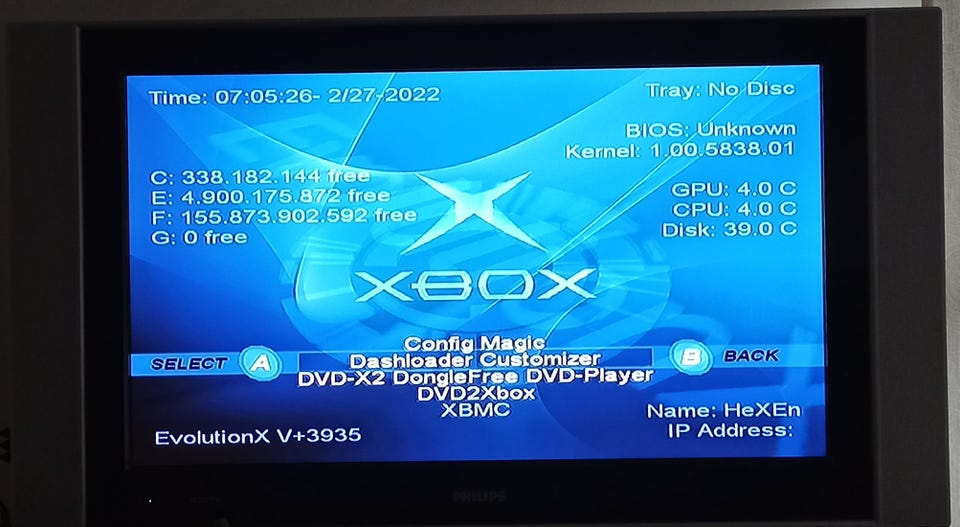 Time: 07:05:26- 2/27-2022
Tray: No Disc
BIOS: Unknown
Kernel: 1.00.5838.01
C: 338.182.144 free
E: 4.900.175.872 free
F: 155.873.902.592 free
G: 0 free
GPU: 4.0 C
CPU: 4.0 C
Disk: 39.0 C
XBOX
Config Magic
SELECT A Dashloader Customizer B BACK
DVD-X2 DongleFree DVD-Player
DVD2Xbox
XBMC
Name: HeXEn
IP Address:
EvolutionX V+3935
PHILIPS